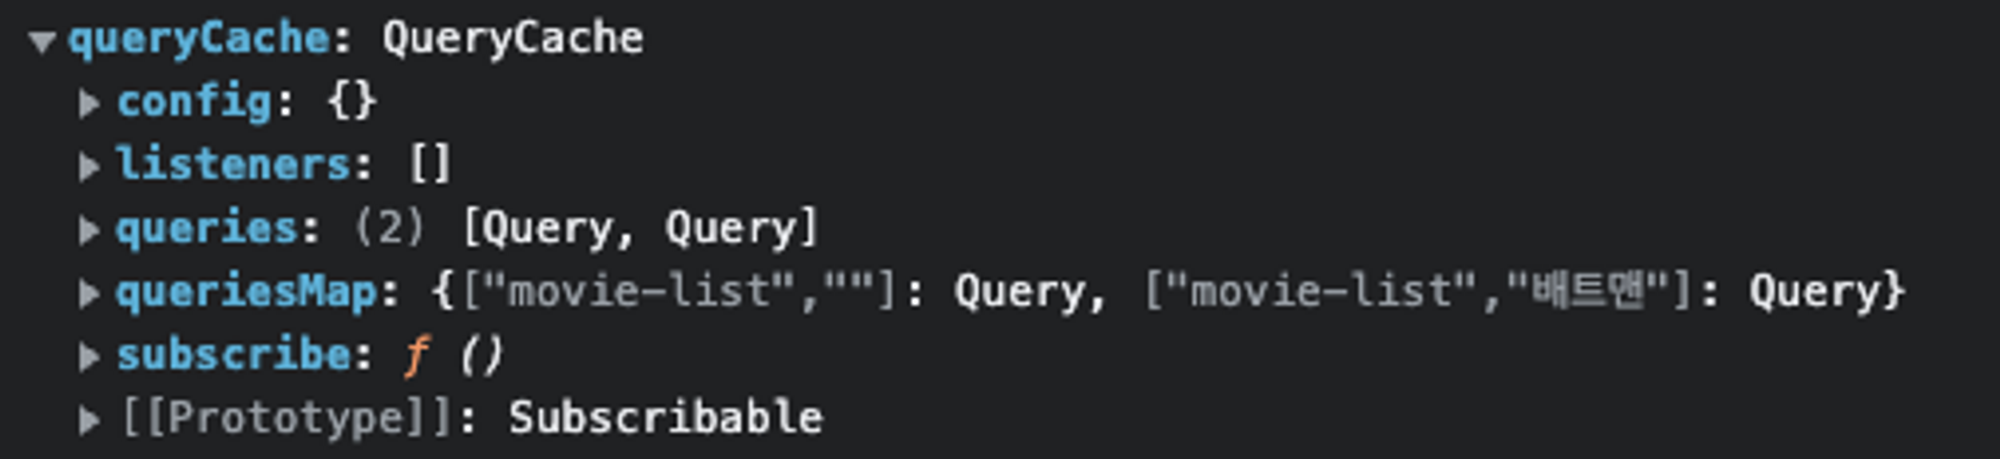 queryCache: QueryCache
config: {}
listeners: []
queries: (2) [Query, Query]
queriesMap: {["movie-list",""]: Query, ["movie-list","배트맨"]: Query}
subscribe: ƒ ()
[[Prototype]]: Subscribable